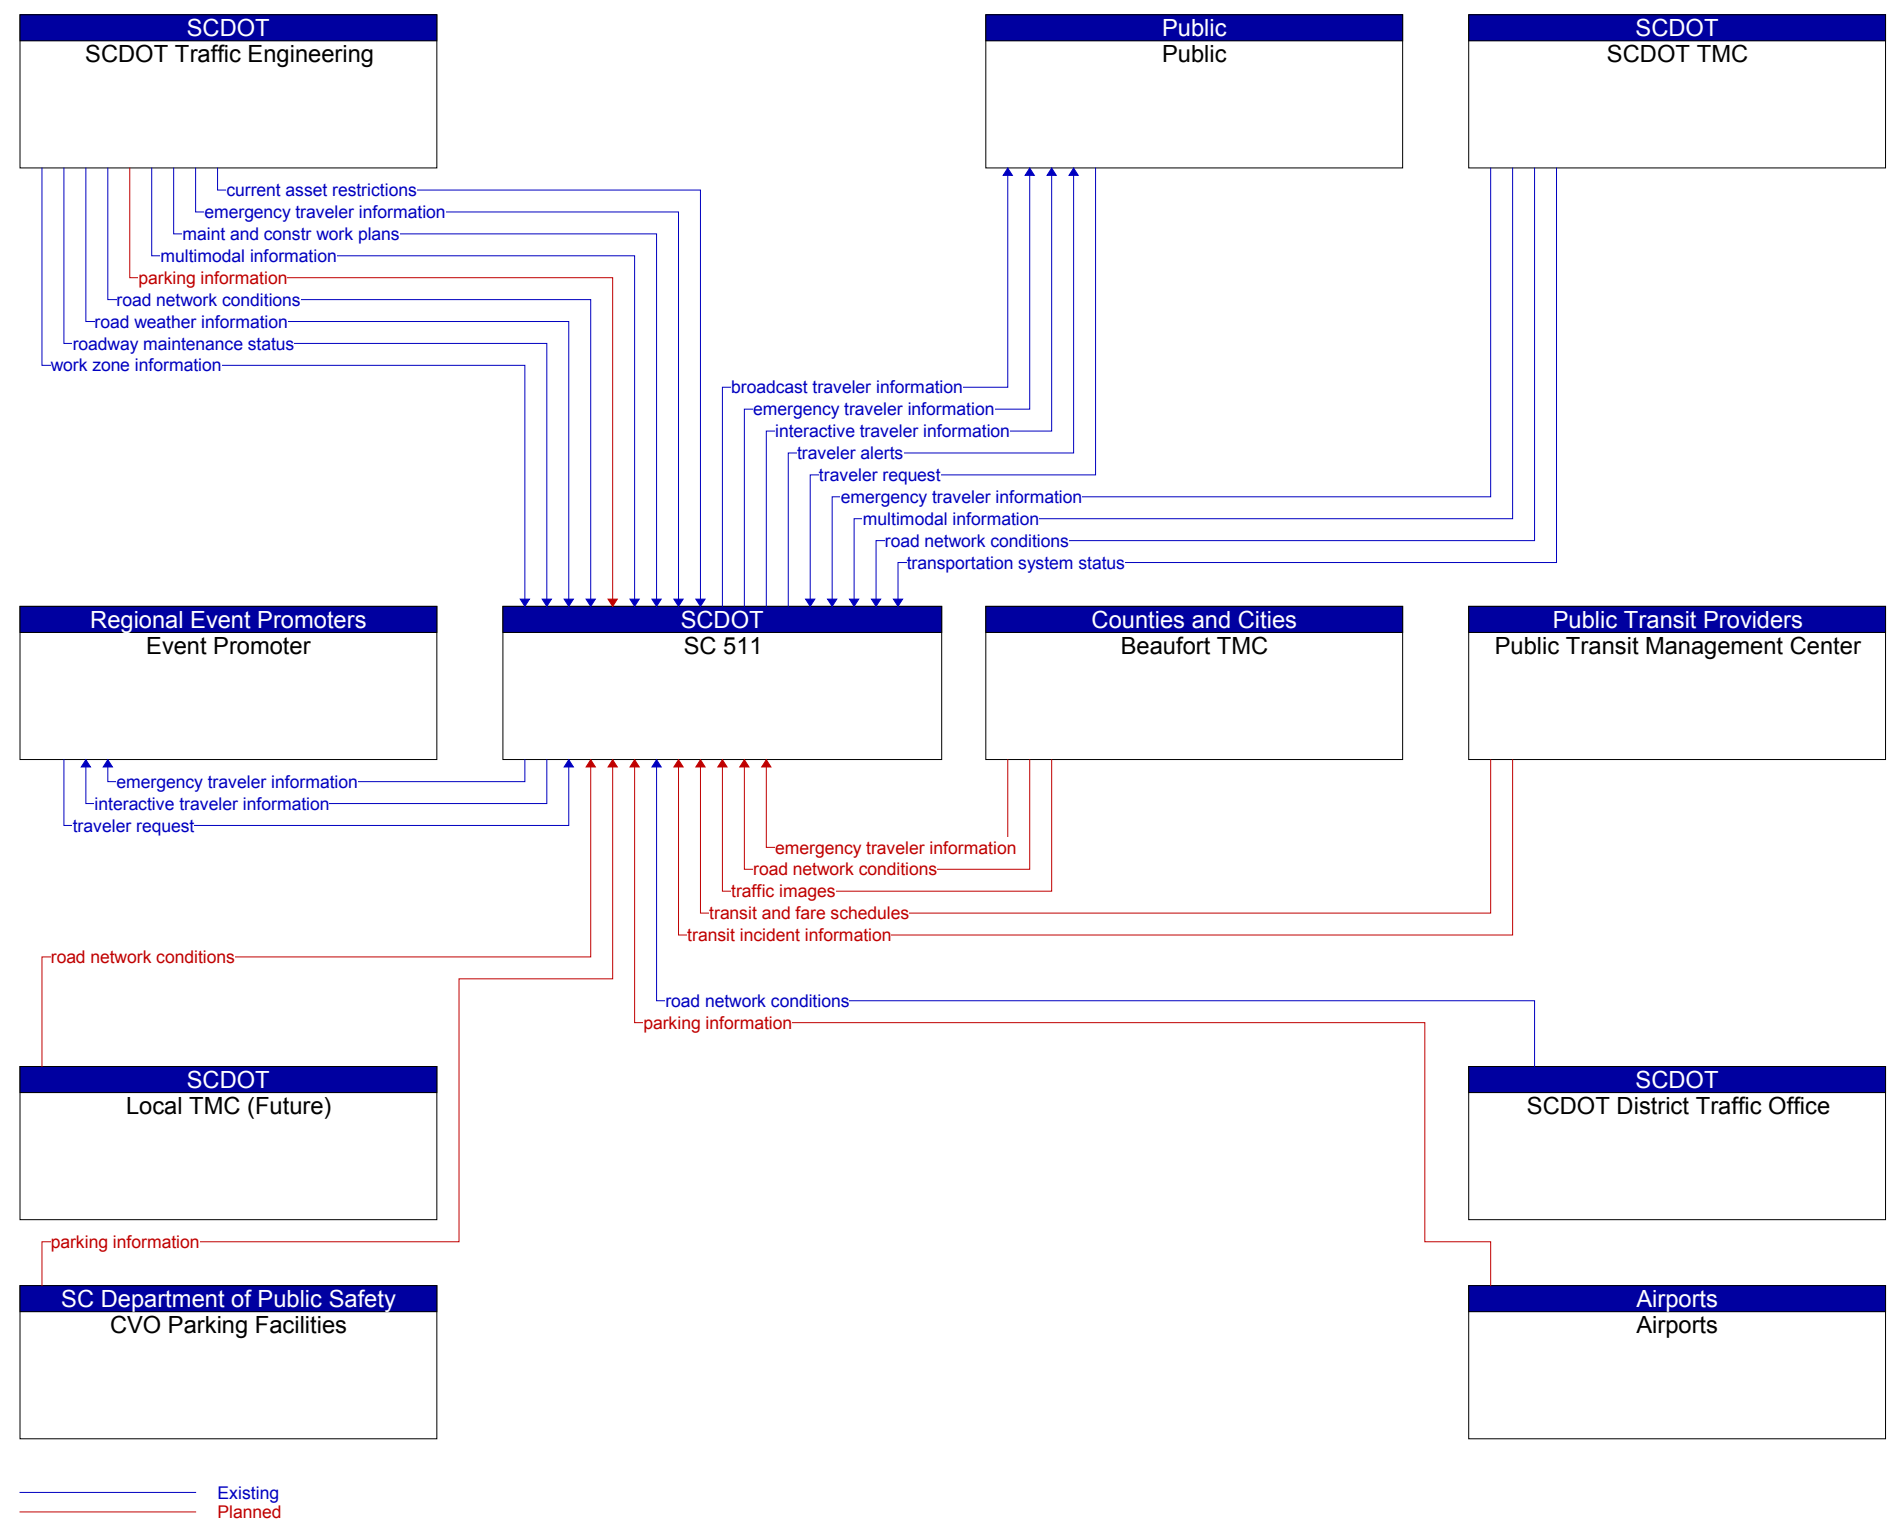 SCDOT
SCDOT Traffic Engineering
Public
Public
SCDOT
SCDOT TMC
current asset restrictions
emergency traveler information
maint and constr work plans
multimodal information
parking information
road network conditions
road weather information
roadway maintenance status
work zone information
broadcast traveler information
emergency traveler information
interactive traveler information
traveler alerts
traveler request
emergency traveler information
multimodal information
road network conditions
transportation system status
Regional Event Promoters
Event Promoter
SCDOT
SC 511
Counties and Cities
Beaufort TMC
Public Transit Providers
Public Transit Management Center
emergency traveler information
interactive traveler information
traveler request
emergency traveler information
road network conditions
traffic images
transit and fare schedules
transit incident information
road network conditions
road network conditions
parking information
SCDOT
Local TMC (Future)
SCDOT
SCDOT District Traffic Office
parking information
SC Department of Public Safety
CVO Parking Facilities
Airports
Airports
Existing
Planned